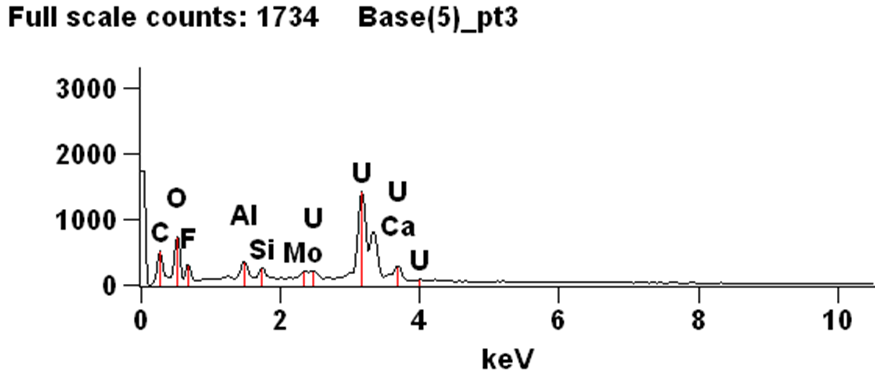 Full scale counts: 1734 Base(5)_pt3
3000
2000
1000
0
C
O
F
Al
Si
Mo
U
U
U
Ca
U
0 2 4 6 8 10
keV